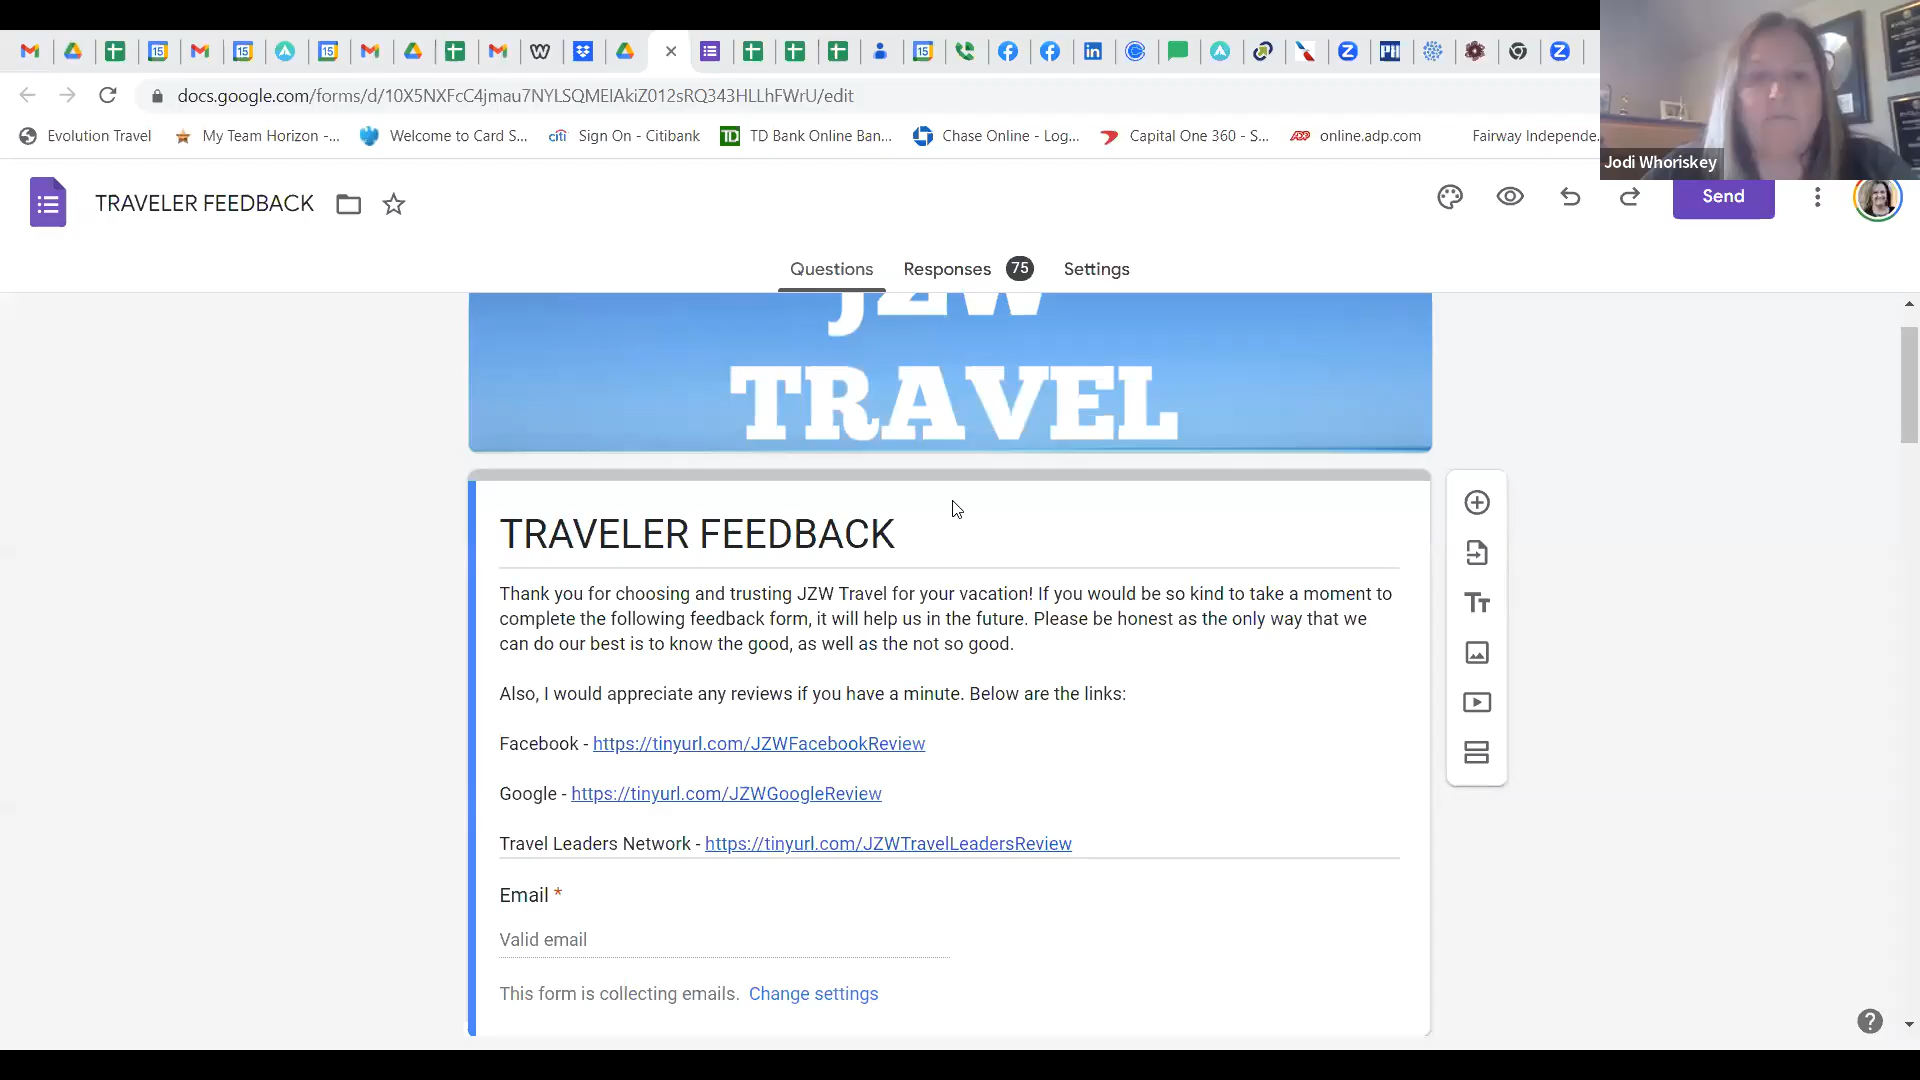 docs.google.com/forms/d/10X5NXFcC4jmau7NYLSQMEIAkiZ012sRQ343HLLhFWrU/edit
Evolution Travel
My Team Horizon -...
Welcome to Card S...
citi
Sign On - Citibank
TD
TD Bank Online Ban...
Chase Online - Log...
Capital One 360 - S...
online.adp.com
Fairway Independe...
Jodi Whoriskey
TRAVELER FEEDBACK
Send
Questions
Responses 75
Settings
JZW
TRAVEL
TRAVELER FEEDBACK
Thank you for choosing and trusting JZW Travel for your vacation! If you would be so kind to take a moment to
complete the following feedback form, it will help us in the future. Please be honest as the only way that we
can do our best is to know the good, as well as the not so good.
Also, I would appreciate any reviews if you have a minute. Below are the links:
Facebook - https://tinyurl.com/JZWFacebookReview
Google - https://tinyurl.com/JZWGoogleReview
Travel Leaders Network - https://tinyurl.com/JZWTravelLeadersReview
Email *
Valid email
This form is collecting emails. Change settings